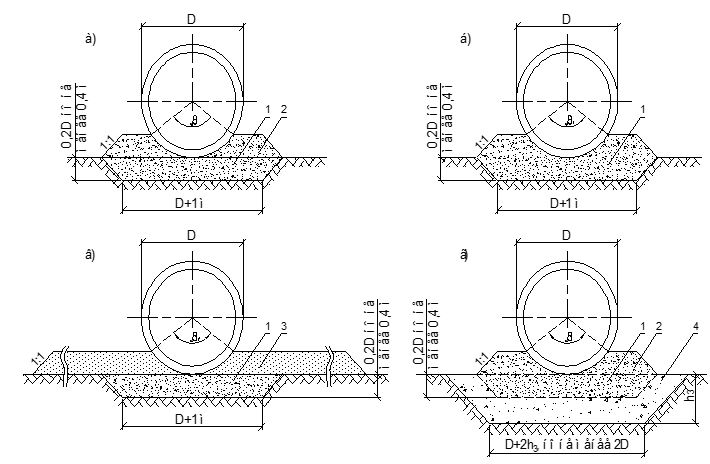 à)
D
0,2D í î í å
ì åí åå 0,4 ì
1:1
θ
1
2
D+1 ì
á)
D
0,2D í î í å
ì åí åå 0,4 ì
1:1
θ
1
D+1 ì
â)
D
1:1
θ
1
3
0,2D í î í å
ì åí åå 0,4 ì
D+1 ì
ã)
D
0,2D í î í å
ì åí åå 0,4 ì
1:1
θ
1
2
4
D+2h₃, í î í å ì åí åå 2D